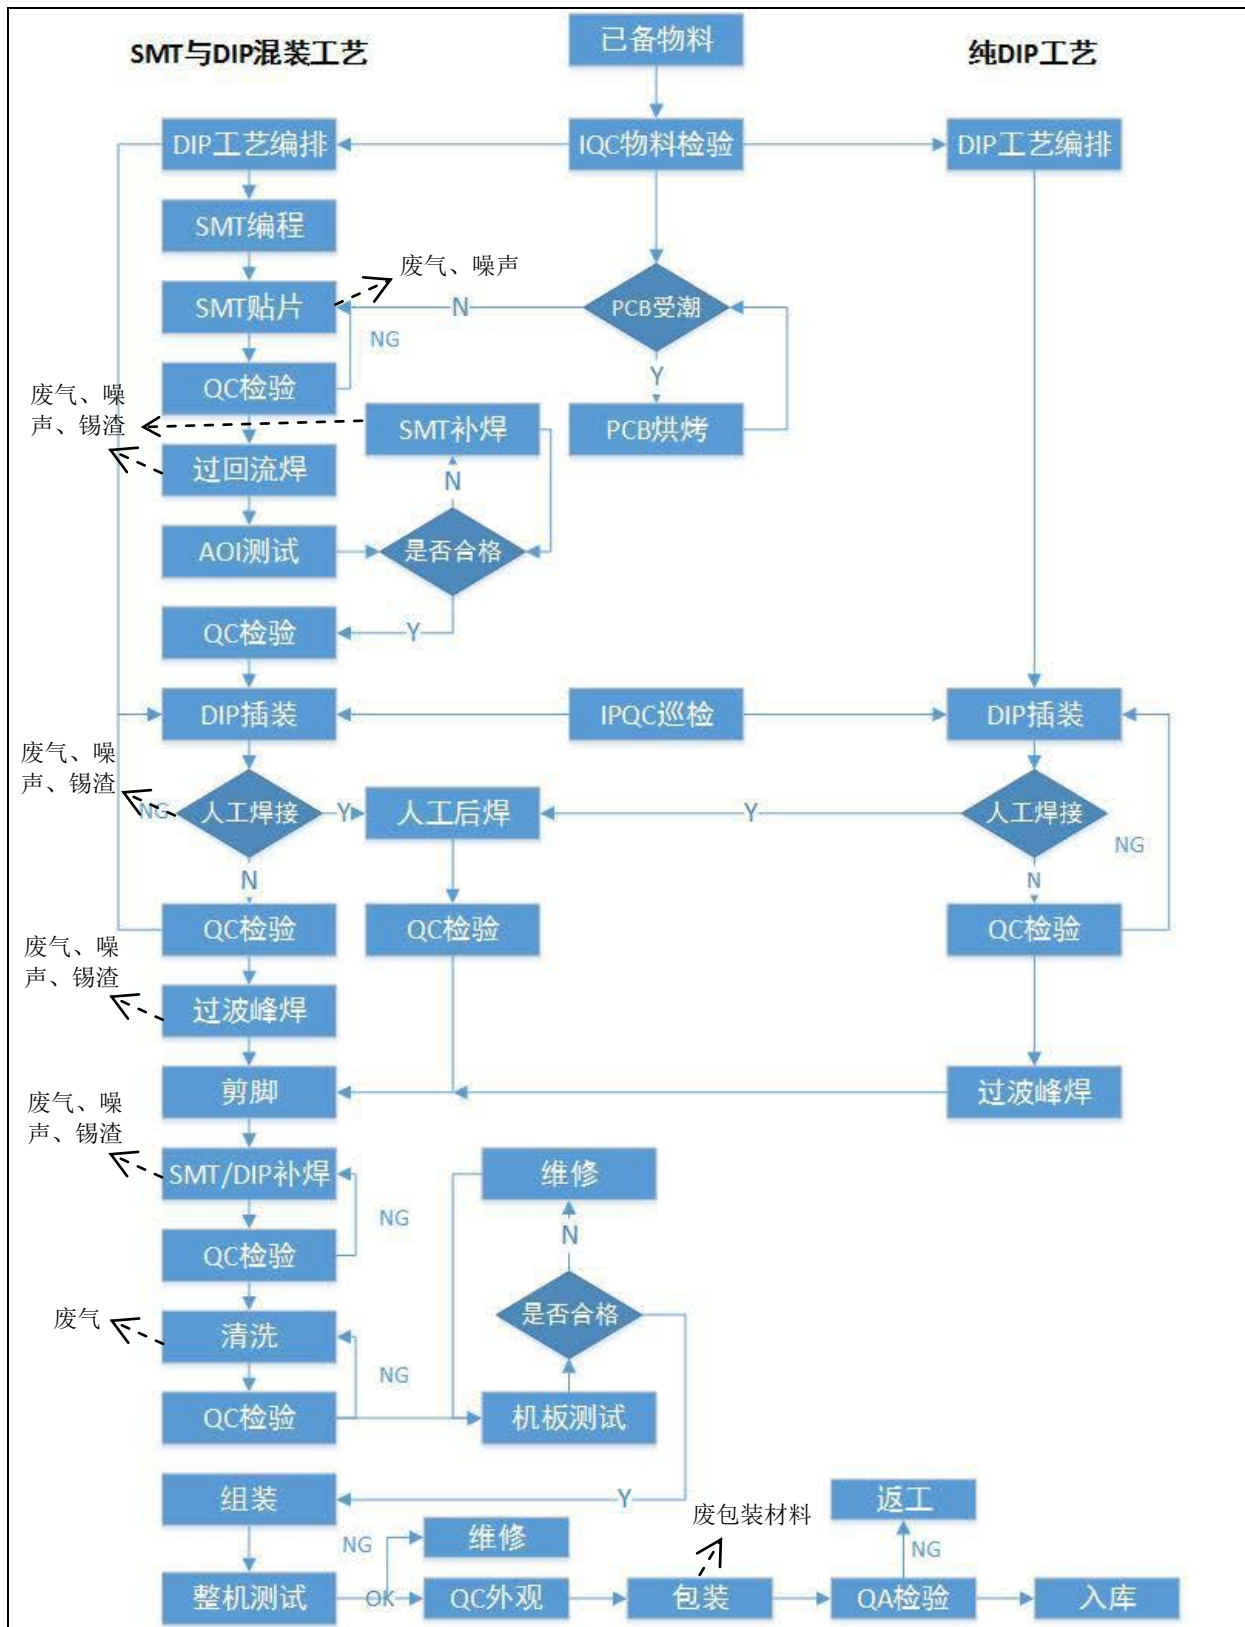 已备物料
SMT与DIP混装工艺
纯DIP工艺
DIP工艺编排
IQC物料检验
DIP工艺编排
SMT编程
废气、噪声
SMT贴片
N
PCB受潮
NG
Y
QC检验
废气、噪
声、锡渣
SMT补焊
PCB烘烤
过回流焊
N
AOI测试
是否合格
QC检验
Y
DIP插装
IPQC巡检
DIP插装
废气、噪
声、锡渣
NG
人工焊接
Y
人工后焊
Y
人工焊接
NG
N
N
QC检验
QC检验
QC检验
废气、噪
声、锡渣
过波峰焊
剪脚
过波峰焊
废气、噪
声、锡渣
SMT/DIP补焊
维修
NG
N
QC检验
废气
清洗
是否合格
NG
QC检验
机板测试
组装
Y
返工
废包装材料
NG
维修
NG
整机测试
OK
QC外观
包装
QA检验
入库